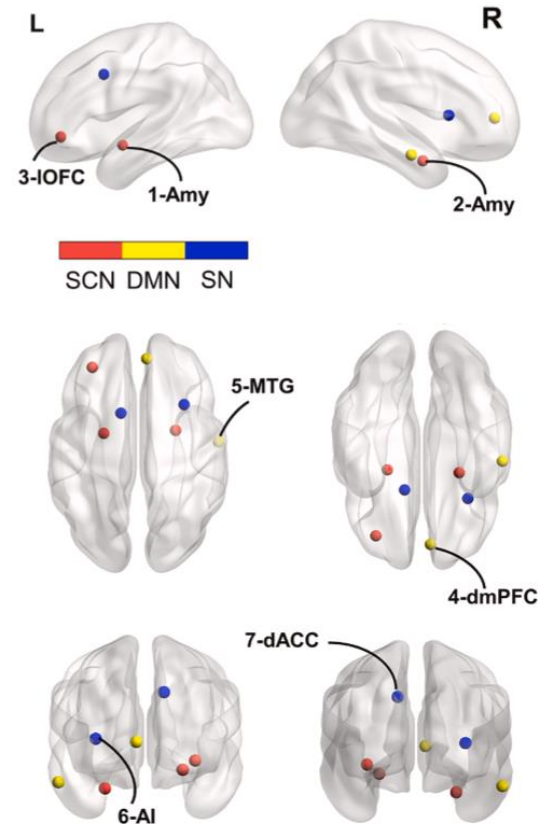 L
R
3-lOFC
1-Amy
2-Amy
SCN DMN SN
5-MTG
4-dmPFC
7-dACC
6-AI